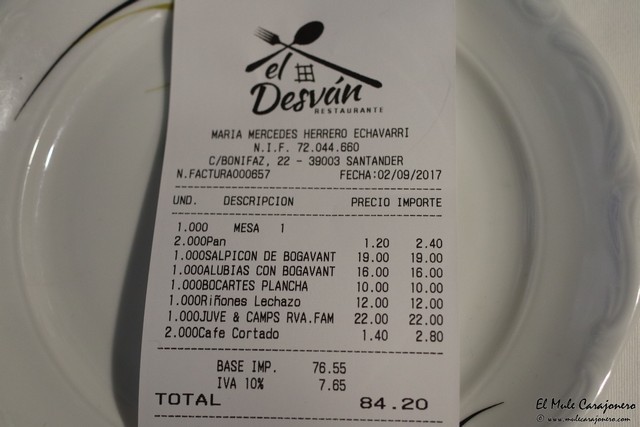 el
Desván
RESTAURANTE
MARIA MERCEDES HERRERO ECHAVARRI
N.I.F. 72.044.660
C/BONIFAZ, 22 - 39003 SANTANDER
N.FACTURA000657 FECHA:02/09/2017
UND. DESCRIPCION PRECIO IMPORTE
1.000 MESA 1
2.000Pan 1.20 2.40
1.000SALPICON DE BOGAVANT 19.00 19.00
1.000ALUBIAS CON BOGAVANT 16.00 16.00
1.000BOCARTES PLANCHA 10.00 10.00
1.000Riñones Lechazo 12.00 12.00
1.000JUVE & CAMPS RVA.FAM 22.00 22.00
2.000Cafe Cortado 1.40 2.80
BASE IMP. 76.55
IVA 10% 7.65
TOTAL 84.20
El Mule Carajonero
© www.mulecarajonero.com